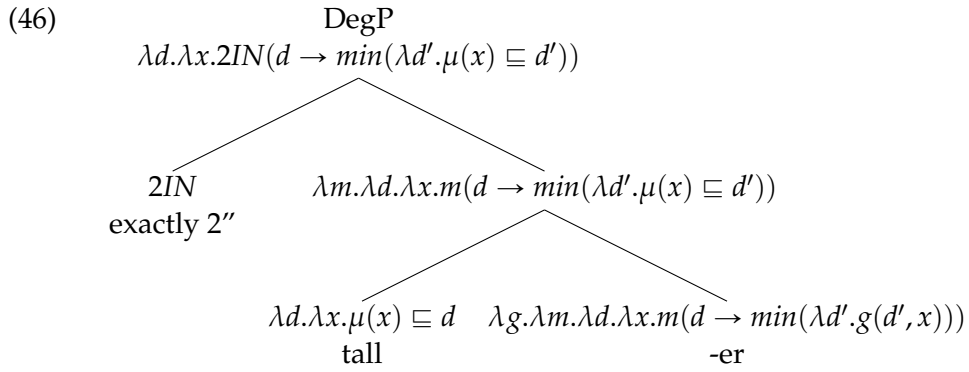 (46) DegP
λd.λx.2IN(d → min(λd′.μ(x) ⊑ d′))
2IN λm.λd.λx.m(d → min(λd′.μ(x) ⊑ d′))
exactly 2″
λd.λx.μ(x) ⊑ d λg.λm.λd.λx.m(d → min(λd′.g(d′, x)))
tall -er